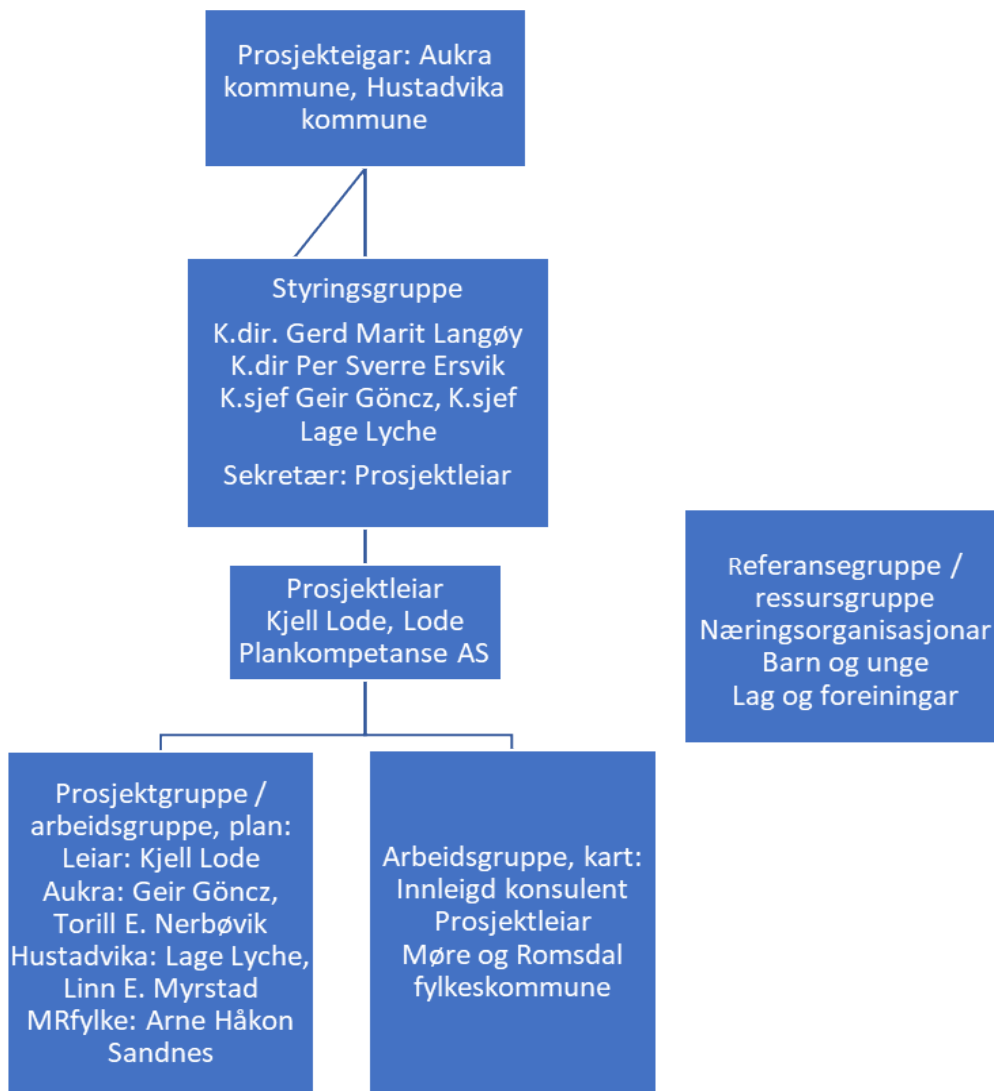 Prosjekteigar: Aukra
kommune, Hustadvika
kommune
Styringsgruppe
K.dir. Gerd Marit Langøy
K.dir Per Sverre Ersvik
K.sjef Geir Göncz, K.sjef
Lage Lyche
Sekretær: Prosjektleiar
Prosjektleiar
Kjell Lode, Lode
Plankompetanse AS
Referansegruppe /
ressursgruppe
Næringsorganisasjonar
Barn og unge
Lag og foreiningar
Prosjektgruppe /
arbeidsgruppe, plan:
Leiar: Kjell Lode
Aukra: Geir Göncz,
Torill E. Nerbøvik
Hustadvika: Lage Lyche,
Linn E. Myrstad
MRfylke: Arne Håkon
Sandnes
Arbeidsgruppe, kart:
Innleigd konsulent
Prosjektleiar
Møre og Romsdal
fylkeskommune